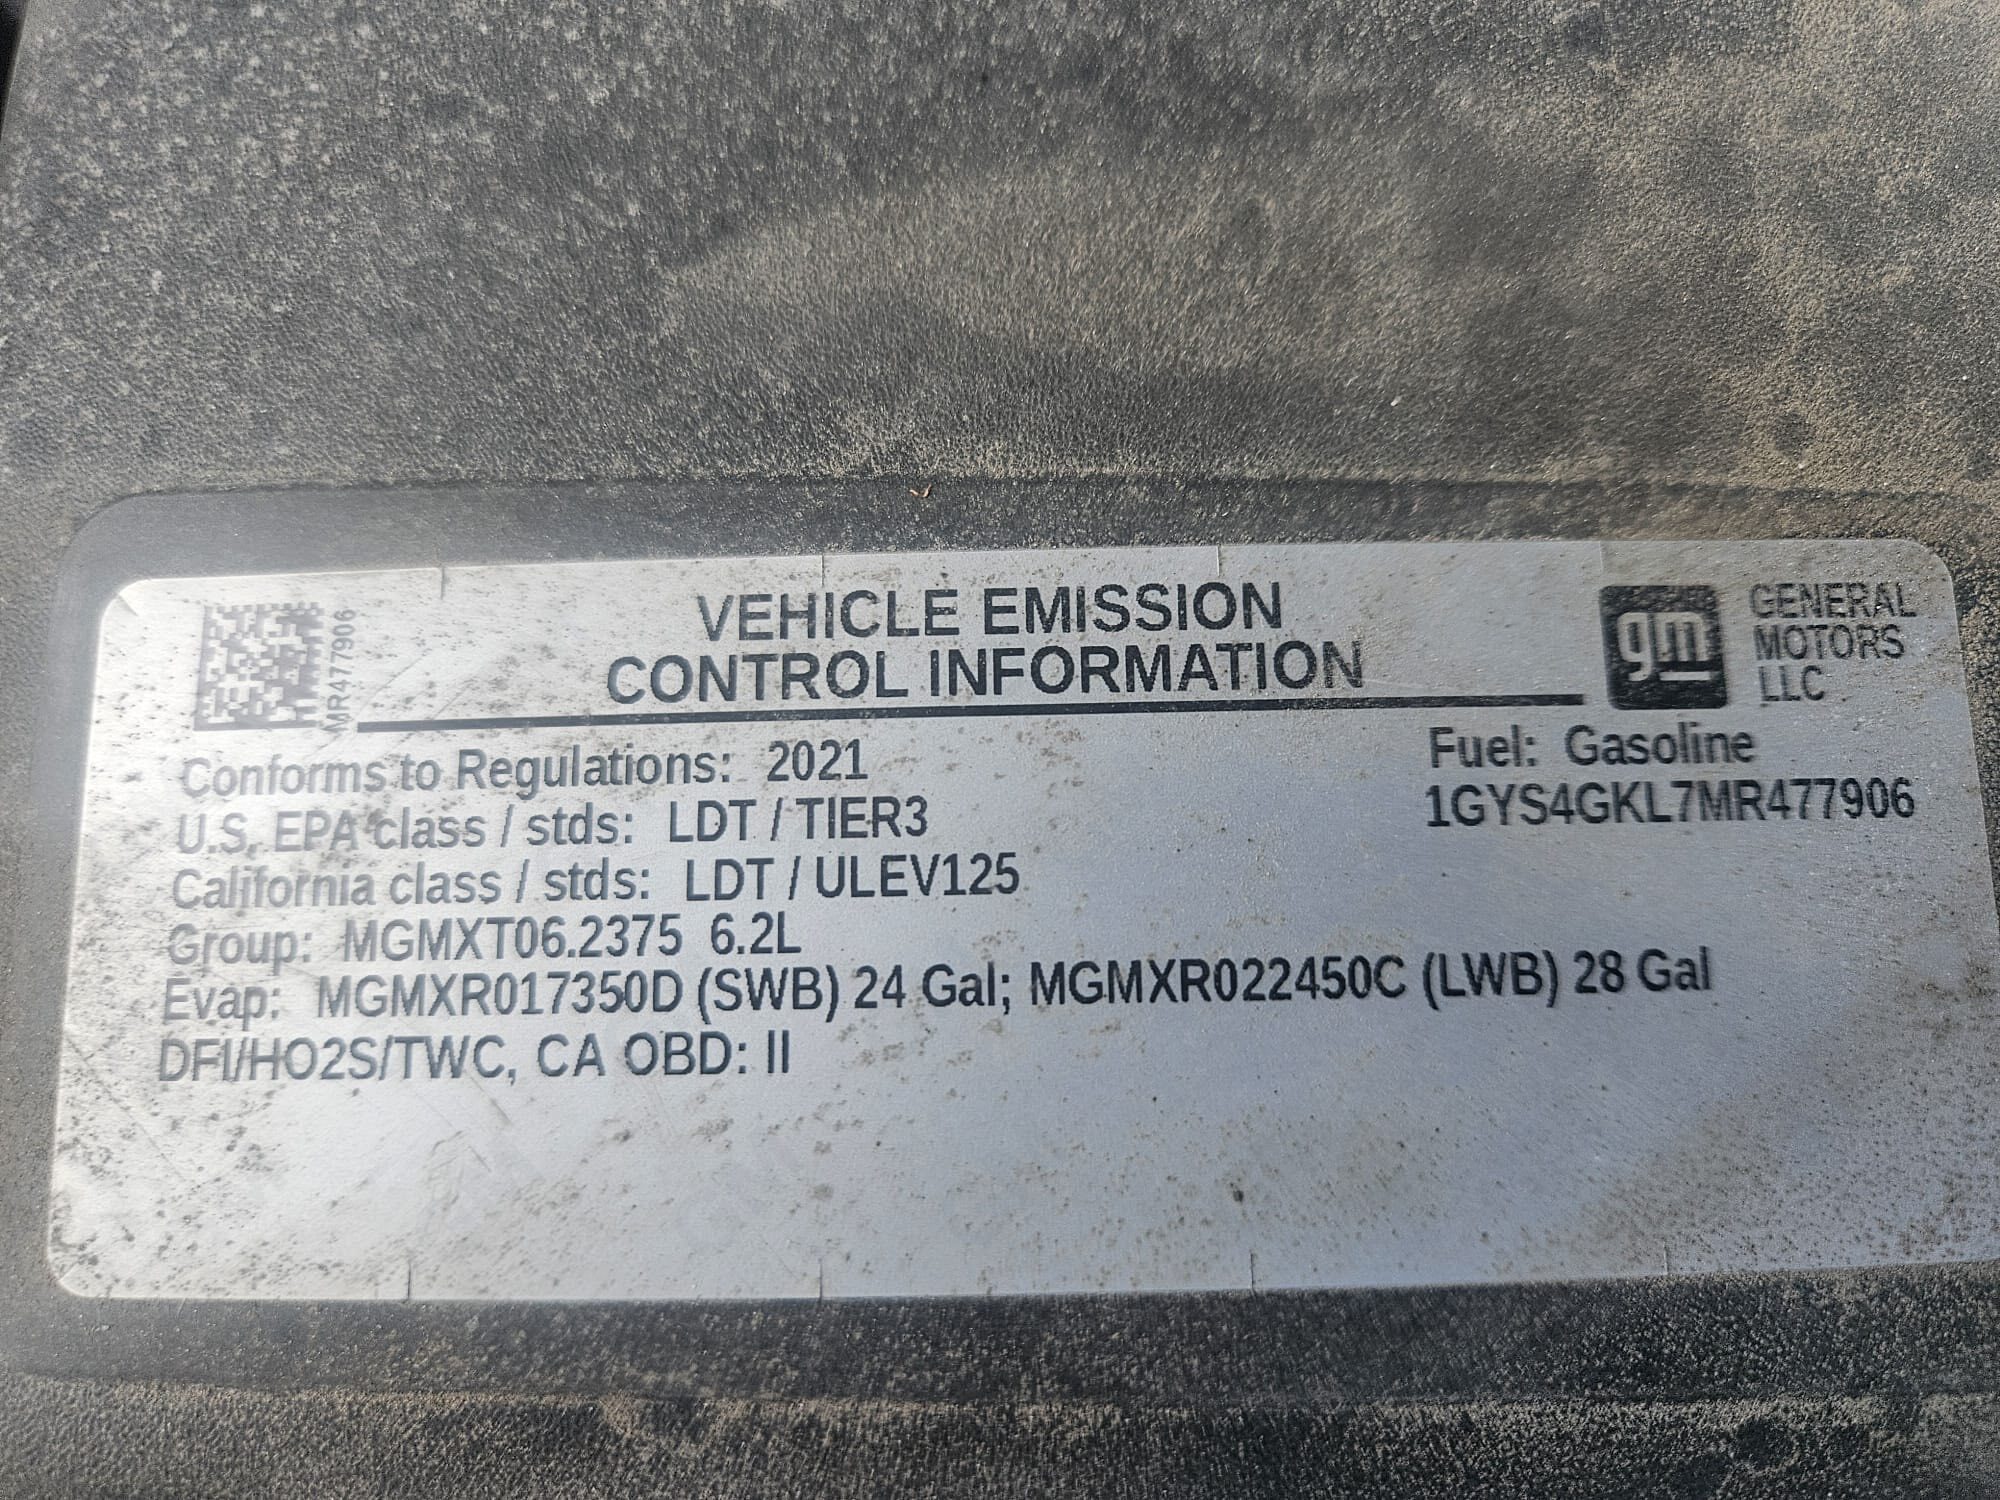 MR477906
VEHICLE EMISSION
CONTROL INFORMATION
gm
GENERAL
MOTORS
LLC
Conforms to Regulations: 2021
Fuel: Gasoline
U.S. EPA class / stds: LDT / TIER3
1GYS4GKL7MR477906
California class / stds: LDT / ULEV125
Group: MGMXT06.2375 6.2L
Evap: MGMXR017350D (SWB) 24 Gal; MGMXR022450C (LWB) 28 Gal
DFI/HO2S/TWC, CA OBD: II